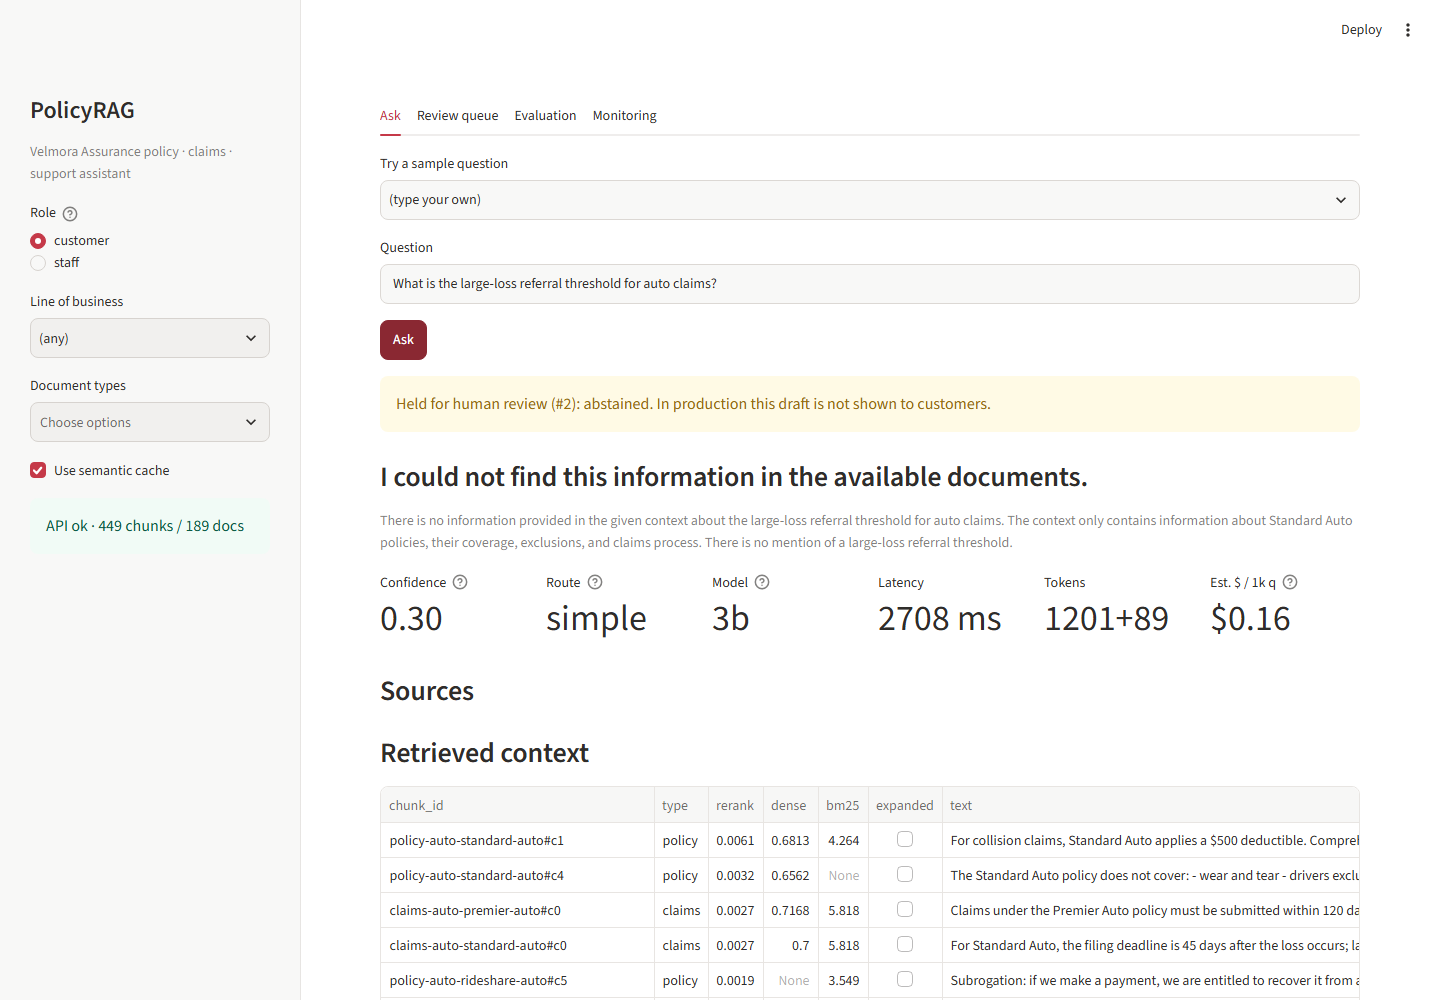 Deploy
PolicyRAG
Velmora Assurance policy · claims ·
support assistant
Role
customer
staff
Line of business
(any)
Document types
Choose options
Use semantic cache
API ok · 449 chunks / 189 docs
Ask Review queue Evaluation Monitoring
Try a sample question
(type your own)
Question
What is the large-loss referral threshold for auto claims?
Ask
Held for human review (#2): abstained. In production this draft is not shown to customers.
I could not find this information in the available documents.
There is no information provided in the given context about the large-loss referral threshold for auto claims. The context only contains information about Standard Auto
policies, their coverage, exclusions, and claims process. There is no mention of a large-loss referral threshold.
Confidence Route Model Latency Tokens Est. $ / 1k q
0.30 simple 3b 2708 ms 1201+89 $0.16
Sources
Retrieved context
chunk_id type rerank dense bm25 expanded text
policy-auto-standard-auto#c1 policy 0.0061 0.6813 4.264 For collision claims, Standard Auto applies a $500 deductible. Compreh
policy-auto-standard-auto#c4 policy 0.0032 0.6562 None The Standard Auto policy does not cover: - wear and tear - drivers exclu
claims-auto-premier-auto#c0 claims 0.0027 0.7168 5.818 Claims under the Premier Auto policy must be submitted within 120 da
claims-auto-standard-auto#c0 claims 0.0027 0.7 5.818 For Standard Auto, the filing deadline is 45 days after the loss occurs; la
policy-auto-rideshare-auto#c5 policy 0.0019 None 3.549 Subrogation: if we make a payment, we are entitled to recover it from a